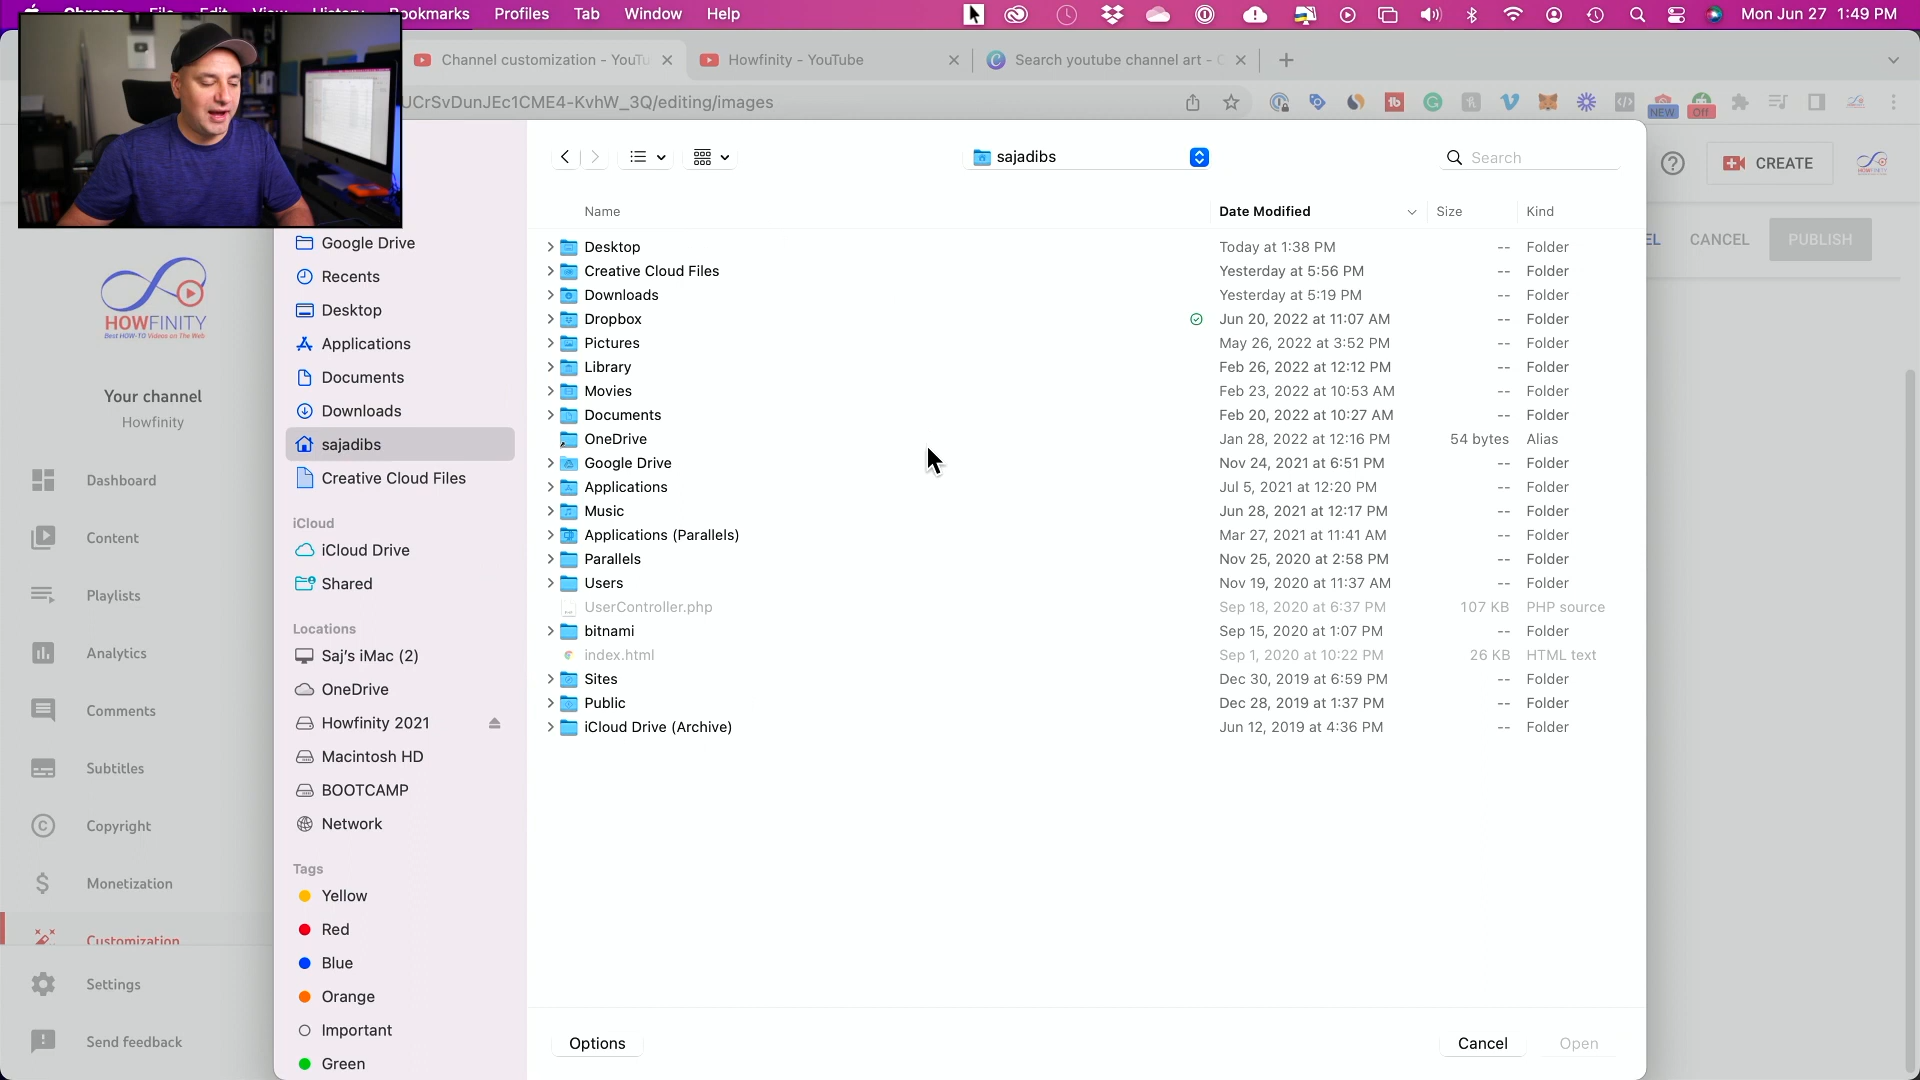 Bookmarks Profiles Tab Window Help Mon Jun 27 1:49 PM
Channel customization - YouTu Howfinity - YouTube Search youtube channel art - C
JCrSvDunJEc1CME4-KvhW_3Q/editing/images
NEW Off
sajadibs
Search
CREATE
Name Date Modified Size Kind
CANCEL
PUBLISH
Google Drive
Recents
Desktop
Applications
Documents
Downloads
sajadibs
Creative Cloud Files
iCloud
iCloud Drive
Shared
Locations
Saj's iMac (2)
OneDrive
Howfinity 2021
Macintosh HD
BOOTCAMP
Network
Tags
Yellow
Red
Blue
Orange
Important
Green
Desktop Today at 1:38 PM -- Folder
Creative Cloud Files Yesterday at 5:56 PM -- Folder
Downloads Yesterday at 5:19 PM -- Folder
Dropbox Jun 20, 2022 at 11:07 AM -- Folder
Pictures May 26, 2022 at 3:52 PM -- Folder
Library Feb 26, 2022 at 12:12 PM -- Folder
Movies Feb 23, 2022 at 10:53 AM -- Folder
Documents Feb 20, 2022 at 10:27 AM -- Folder
OneDrive Jan 28, 2022 at 12:16 PM 54 bytes Alias
Google Drive Nov 24, 2021 at 6:51 PM -- Folder
Applications Jul 5, 2021 at 12:20 PM -- Folder
Music Jun 28, 2021 at 12:17 PM -- Folder
Applications (Parallels) Mar 27, 2021 at 11:41 AM -- Folder
Parallels Nov 25, 2020 at 2:58 PM -- Folder
Users Nov 19, 2020 at 11:37 AM -- Folder
UserController.php Sep 18, 2020 at 6:37 PM 107 KB PHP source
bitnami Sep 15, 2020 at 1:07 PM -- Folder
index.html Sep 1, 2020 at 10:22 PM 26 KB HTML text
Sites Dec 30, 2019 at 6:59 PM -- Folder
Public Dec 28, 2019 at 1:37 PM -- Folder
iCloud Drive (Archive) Jun 12, 2019 at 4:36 PM -- Folder
Options Cancel Open
HOWFINITY
Best HOW-TO Videos on The Web
Your channel
Howfinity
Dashboard
Content
Playlists
Analytics
Comments
Subtitles
Copyright
Monetization
Customization
Settings
Send feedback